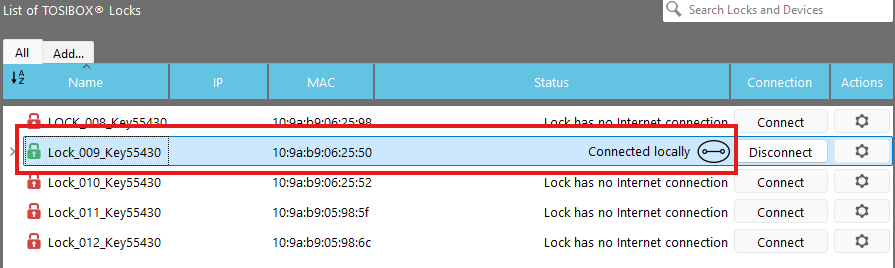 List of TOSIBOX® Locks
Search Locks and Devices
All Add...
A Z Name IP MAC Status Connection Actions
LOCK_008_Key55430 10:9a:b9:06:25:98 Lock has no Internet connection Connect
Lock_009_Key55430 10:9a:b9:06:25:50 Connected locally Disconnect
Lock_010_Key55430 10:9a:b9:06:25:52 Lock has no Internet connection Connect
Lock_011_Key55430 10:9a:b9:05:98:5f Lock has no Internet connection Connect
Lock_012_Key55430 10:9a:b9:05:98:6c Lock has no Internet connection Connect